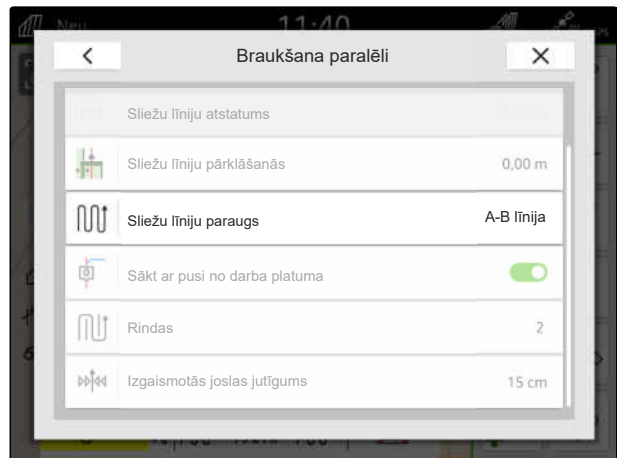 Neu 11:40
Braukšana paralēli
Sliežu līniju atstatums
Sliežu līniju pārklāšanās 0,00 m
Sliežu līniju paraugs A-B līnija
Sākt ar pusi no darba platuma
Rindas 2
Izgaismotās joslas jutīgums 15 cm